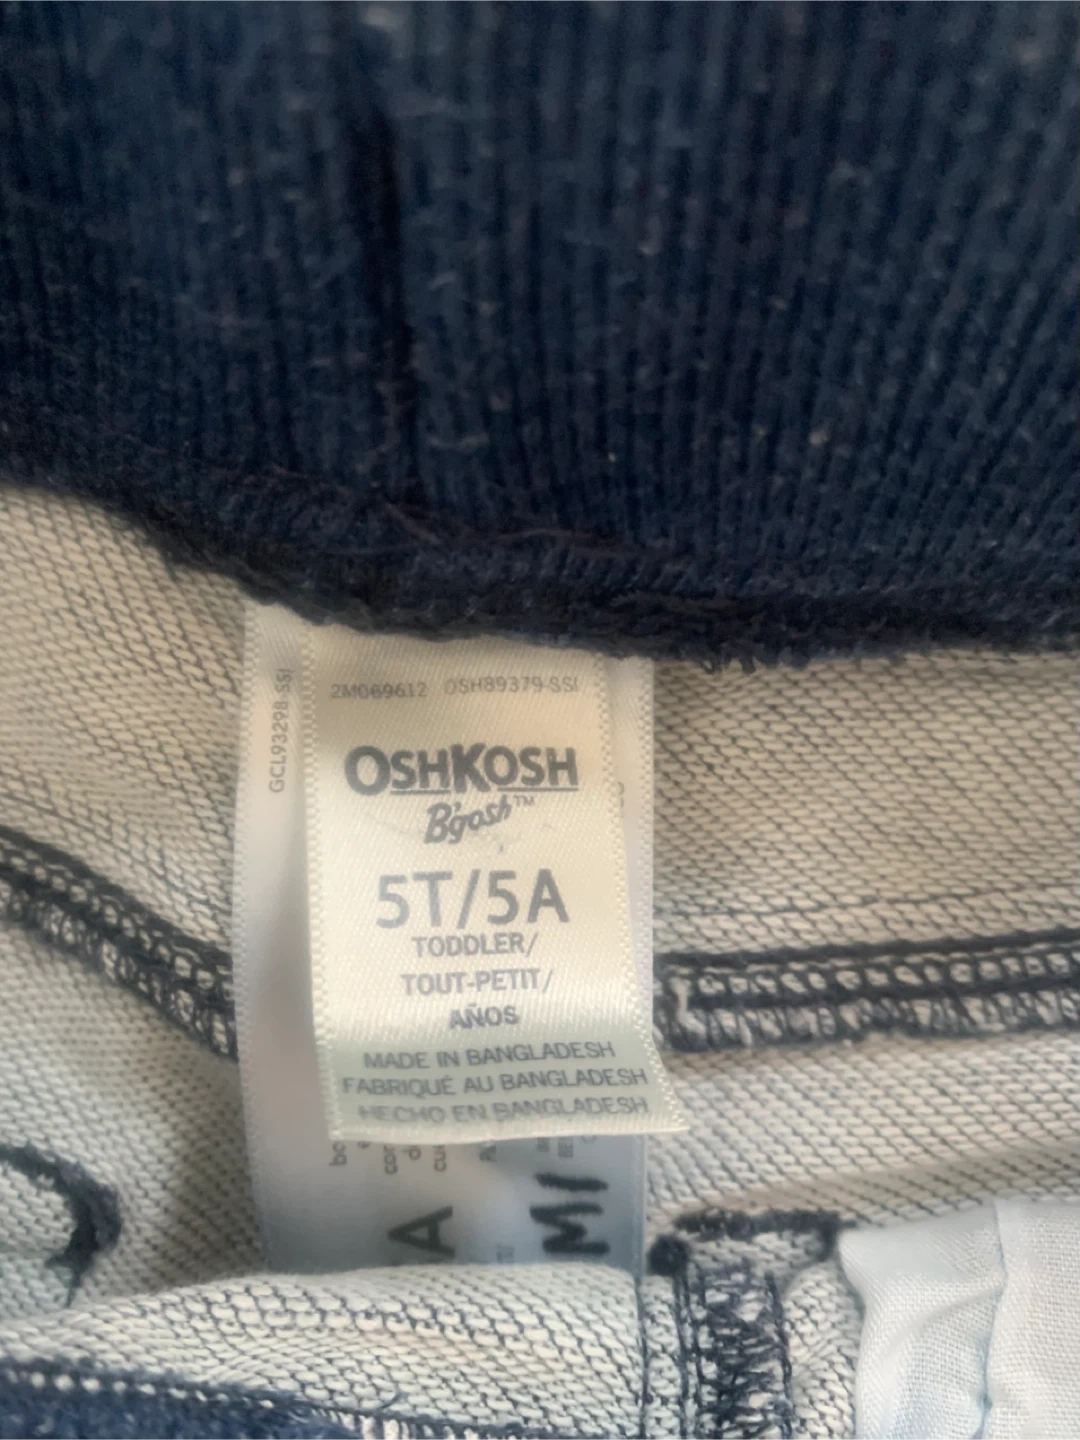 2M069612 OSH89379-SSI
GCL93298-SSI
OSHKOSH
B'gosh™
5T/5A
TODDLER/
TOUT-PETIT/
AÑOS
MADE IN BANGLADESH
FABRIQUÉ AU BANGLADESH
HECHO EN BANGLADESH
A
MI